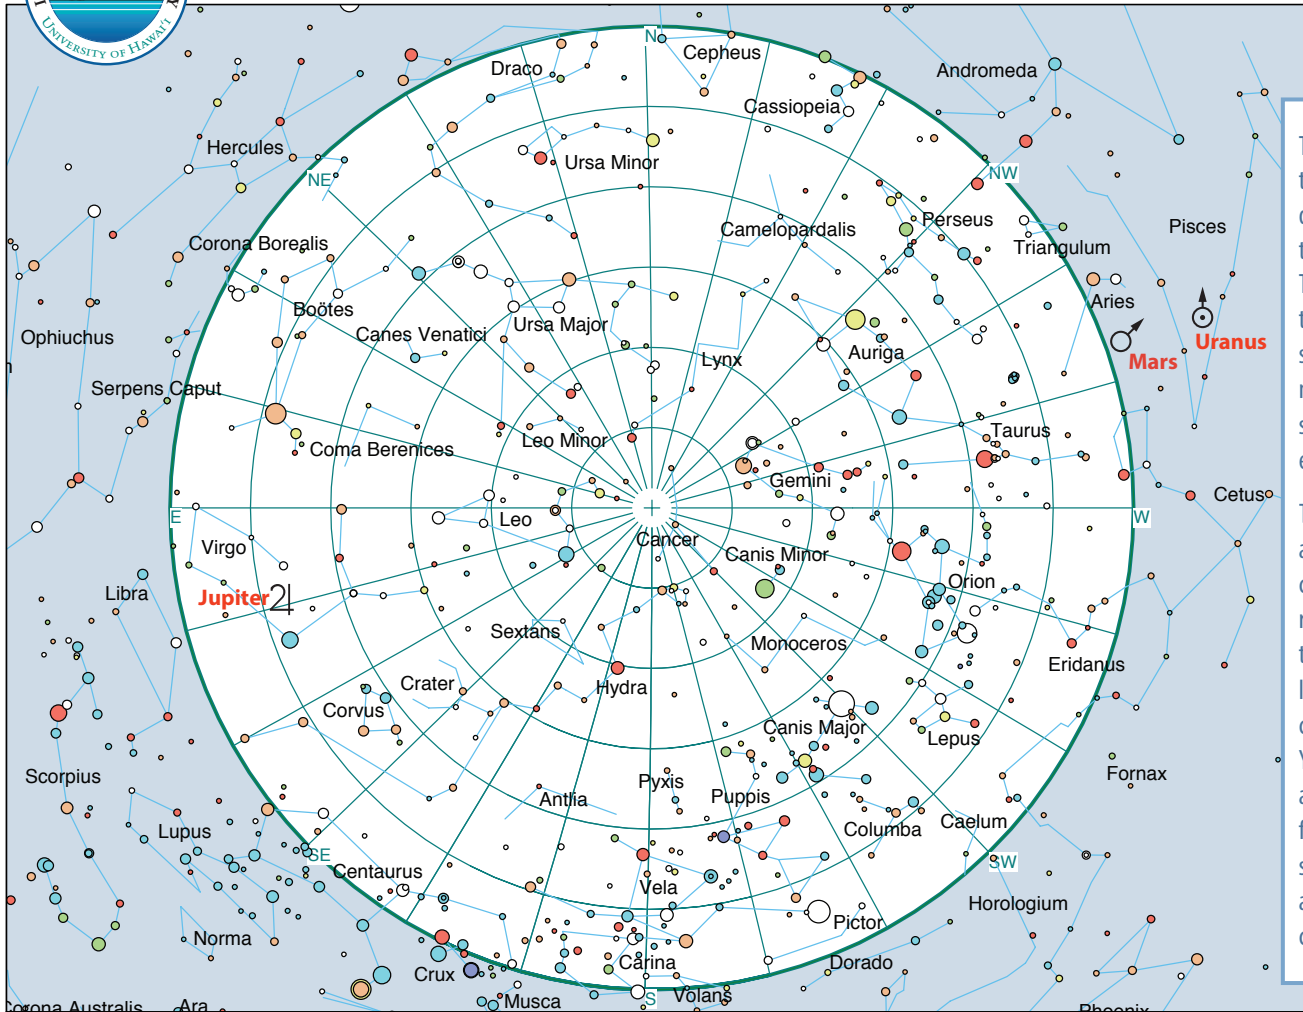 UNIVERSITY OF HAWAI'I
N
Cepheus
Draco
Andromeda
Cassiopeia
Hercules
Ursa Minor
NE
NW
Pisces
Perseus
Camelopardalis
Corona Borealis
Triangulum
Aries
Boötes
Ursa Major
Canes Venatici
Ophiuchus
Uranus
Auriga
Mars
Lynx
Serpens Caput
Taurus
Leo Minor
Coma Berenices
Gemini
Cetus
E
Leo
W
Cancer
Virgo
Canis Minor
Orion
Libra
Jupiter
Sextans
Monoceros
Eridanus
Hydra
Crater
Corvus
Canis Major
Lepus
Scorpius
Fornax
Pyxis
Puppis
Antlia
Caelum
Columba
Lupus
SE
SW
Centaurus
Vela
Horologium
Pictor
Norma
Carina
Dorado
Crux
Volans
S
Musca
Corona Australis
Ara
Phoenix